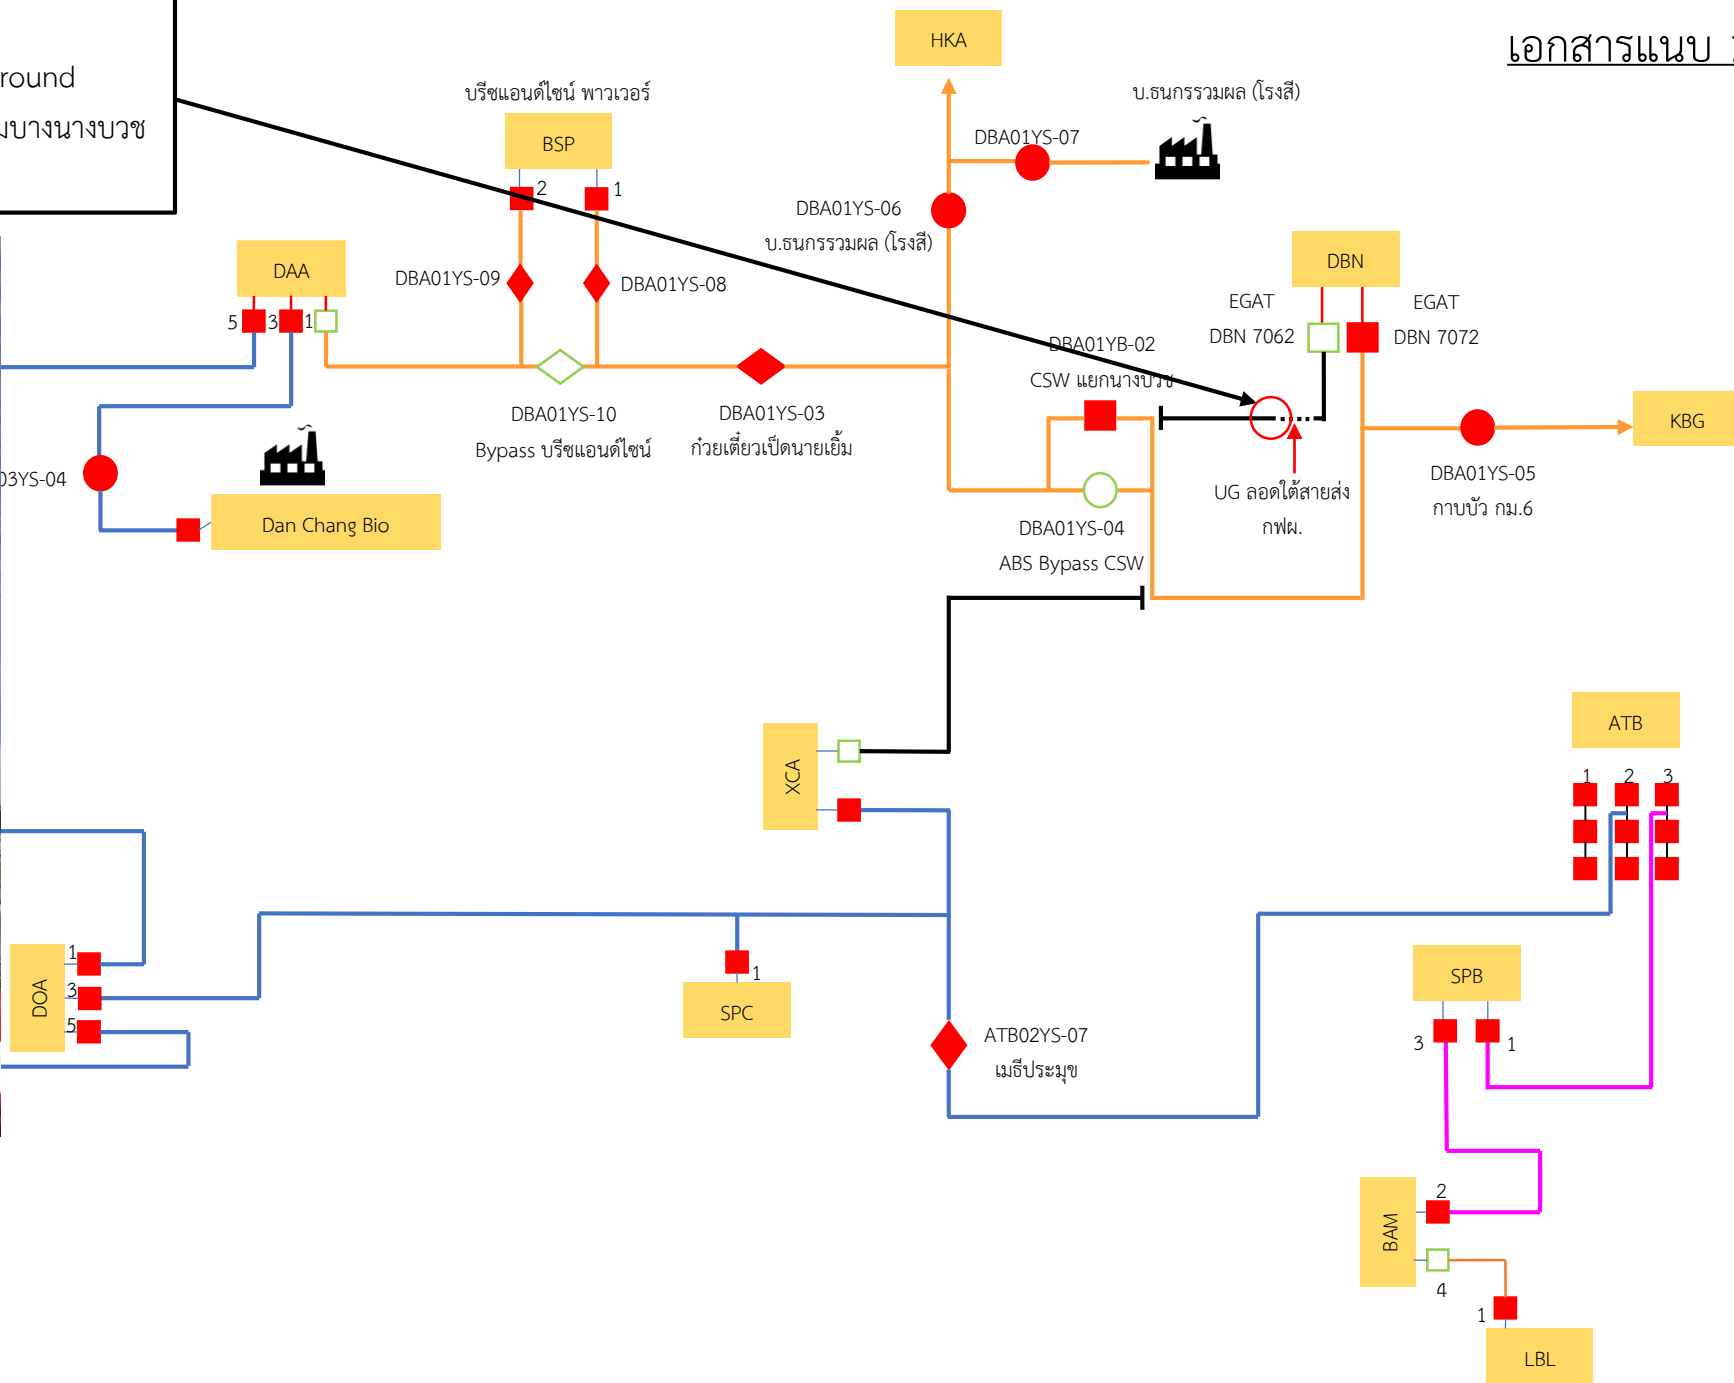 เอกสารแนบ
HKA
round
บางนางบวช
บรีซแอนด์ไซน์ พาวเวอร์
BSP
2
1
บ.ธนกรรวมผล (โรงสี)
DBA01YS-07
DBA01YS-06
บ.ธนกรรวมผล (โรงสี)
DAA
5
3
1
DBA01YS-09
DBA01YS-08
DBN
EGAT
DBN 7062
EGAT
DBN 7072
DBA01YB-02
CSW แยกนางบวช
DBA01YS-10
Bypass บรีซแอนด์ไซน์
DBA01YS-03
ก๋วยเตี๋ยวเป็ดนายเยิ้ม
KBG
DBA01YS-05
กาบบัว กม.6
03YS-04
Dan Chang Bio
UG ลอดใต้สายส่ง
กฟผ.
DBA01YS-04
ABS Bypass CSW
XCA
ATB
1
2
3
DOA
1
3
5
1
SPC
ATB02YS-07
เมธีประมุข
SPB
3
1
BAM
2
4
1
LBL